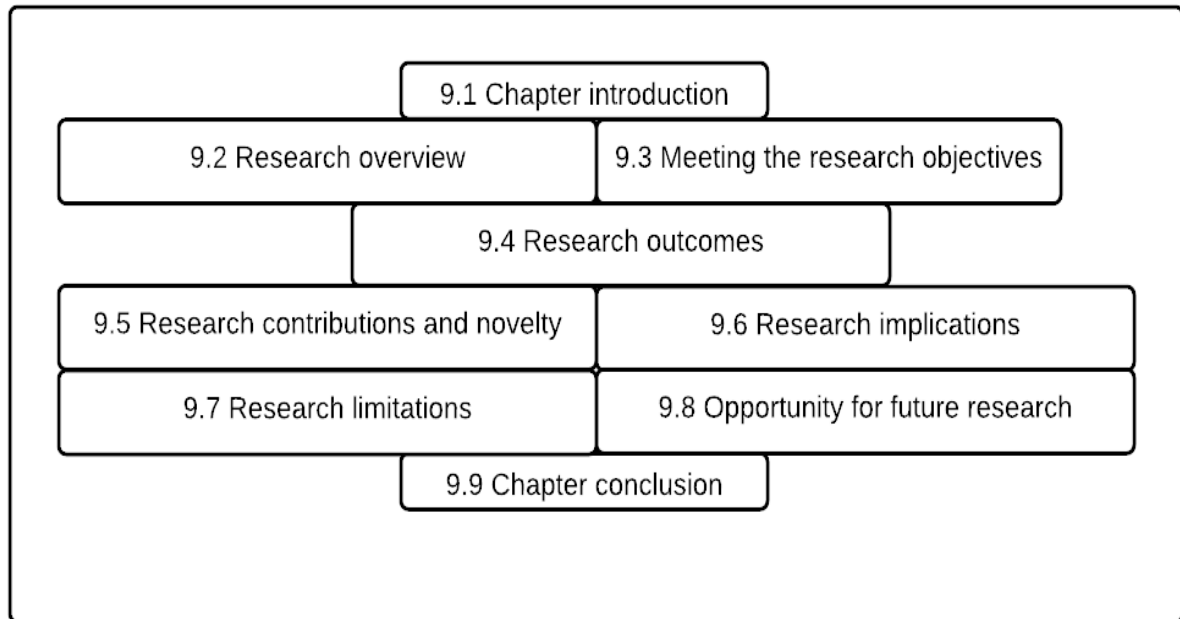 9.1 Chapter introduction
9.2 Research overview
9.3 Meeting the research objectives
9.4 Research outcomes
9.5 Research contributions and novelty
9.6 Research implications
9.7 Research limitations
9.8 Opportunity for future research
9.9 Chapter conclusion